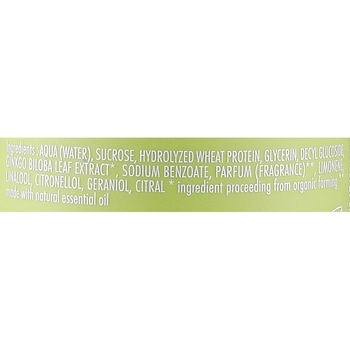 Ingredients : AQUA (WATER), SUCROSE, HYDROLYZED WHEAT PROTEIN, GLYCERIN, DECYL GLUCOSIDE,
GINKGO BILOBA LEAF EXTRACT*, SODIUM BENZOATE, PARFUM (FRAGRANCE)**, LIMONENE,
LINALOOL, CITRONELLOL, GERANIOL, CITRAL * ingredient proceeding from organic farming **
made with natural essential oil